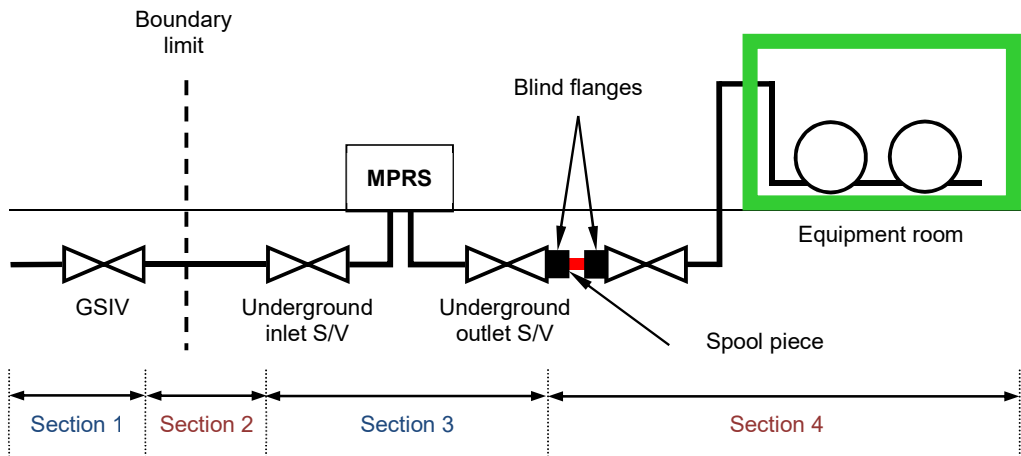 Boundary
limit
Blind flanges
MPRS
Equipment room
GSIV
Underground
inlet S/V
Underground
outlet S/V
Spool piece
Section 1
Section 2
Section 3
Section 4